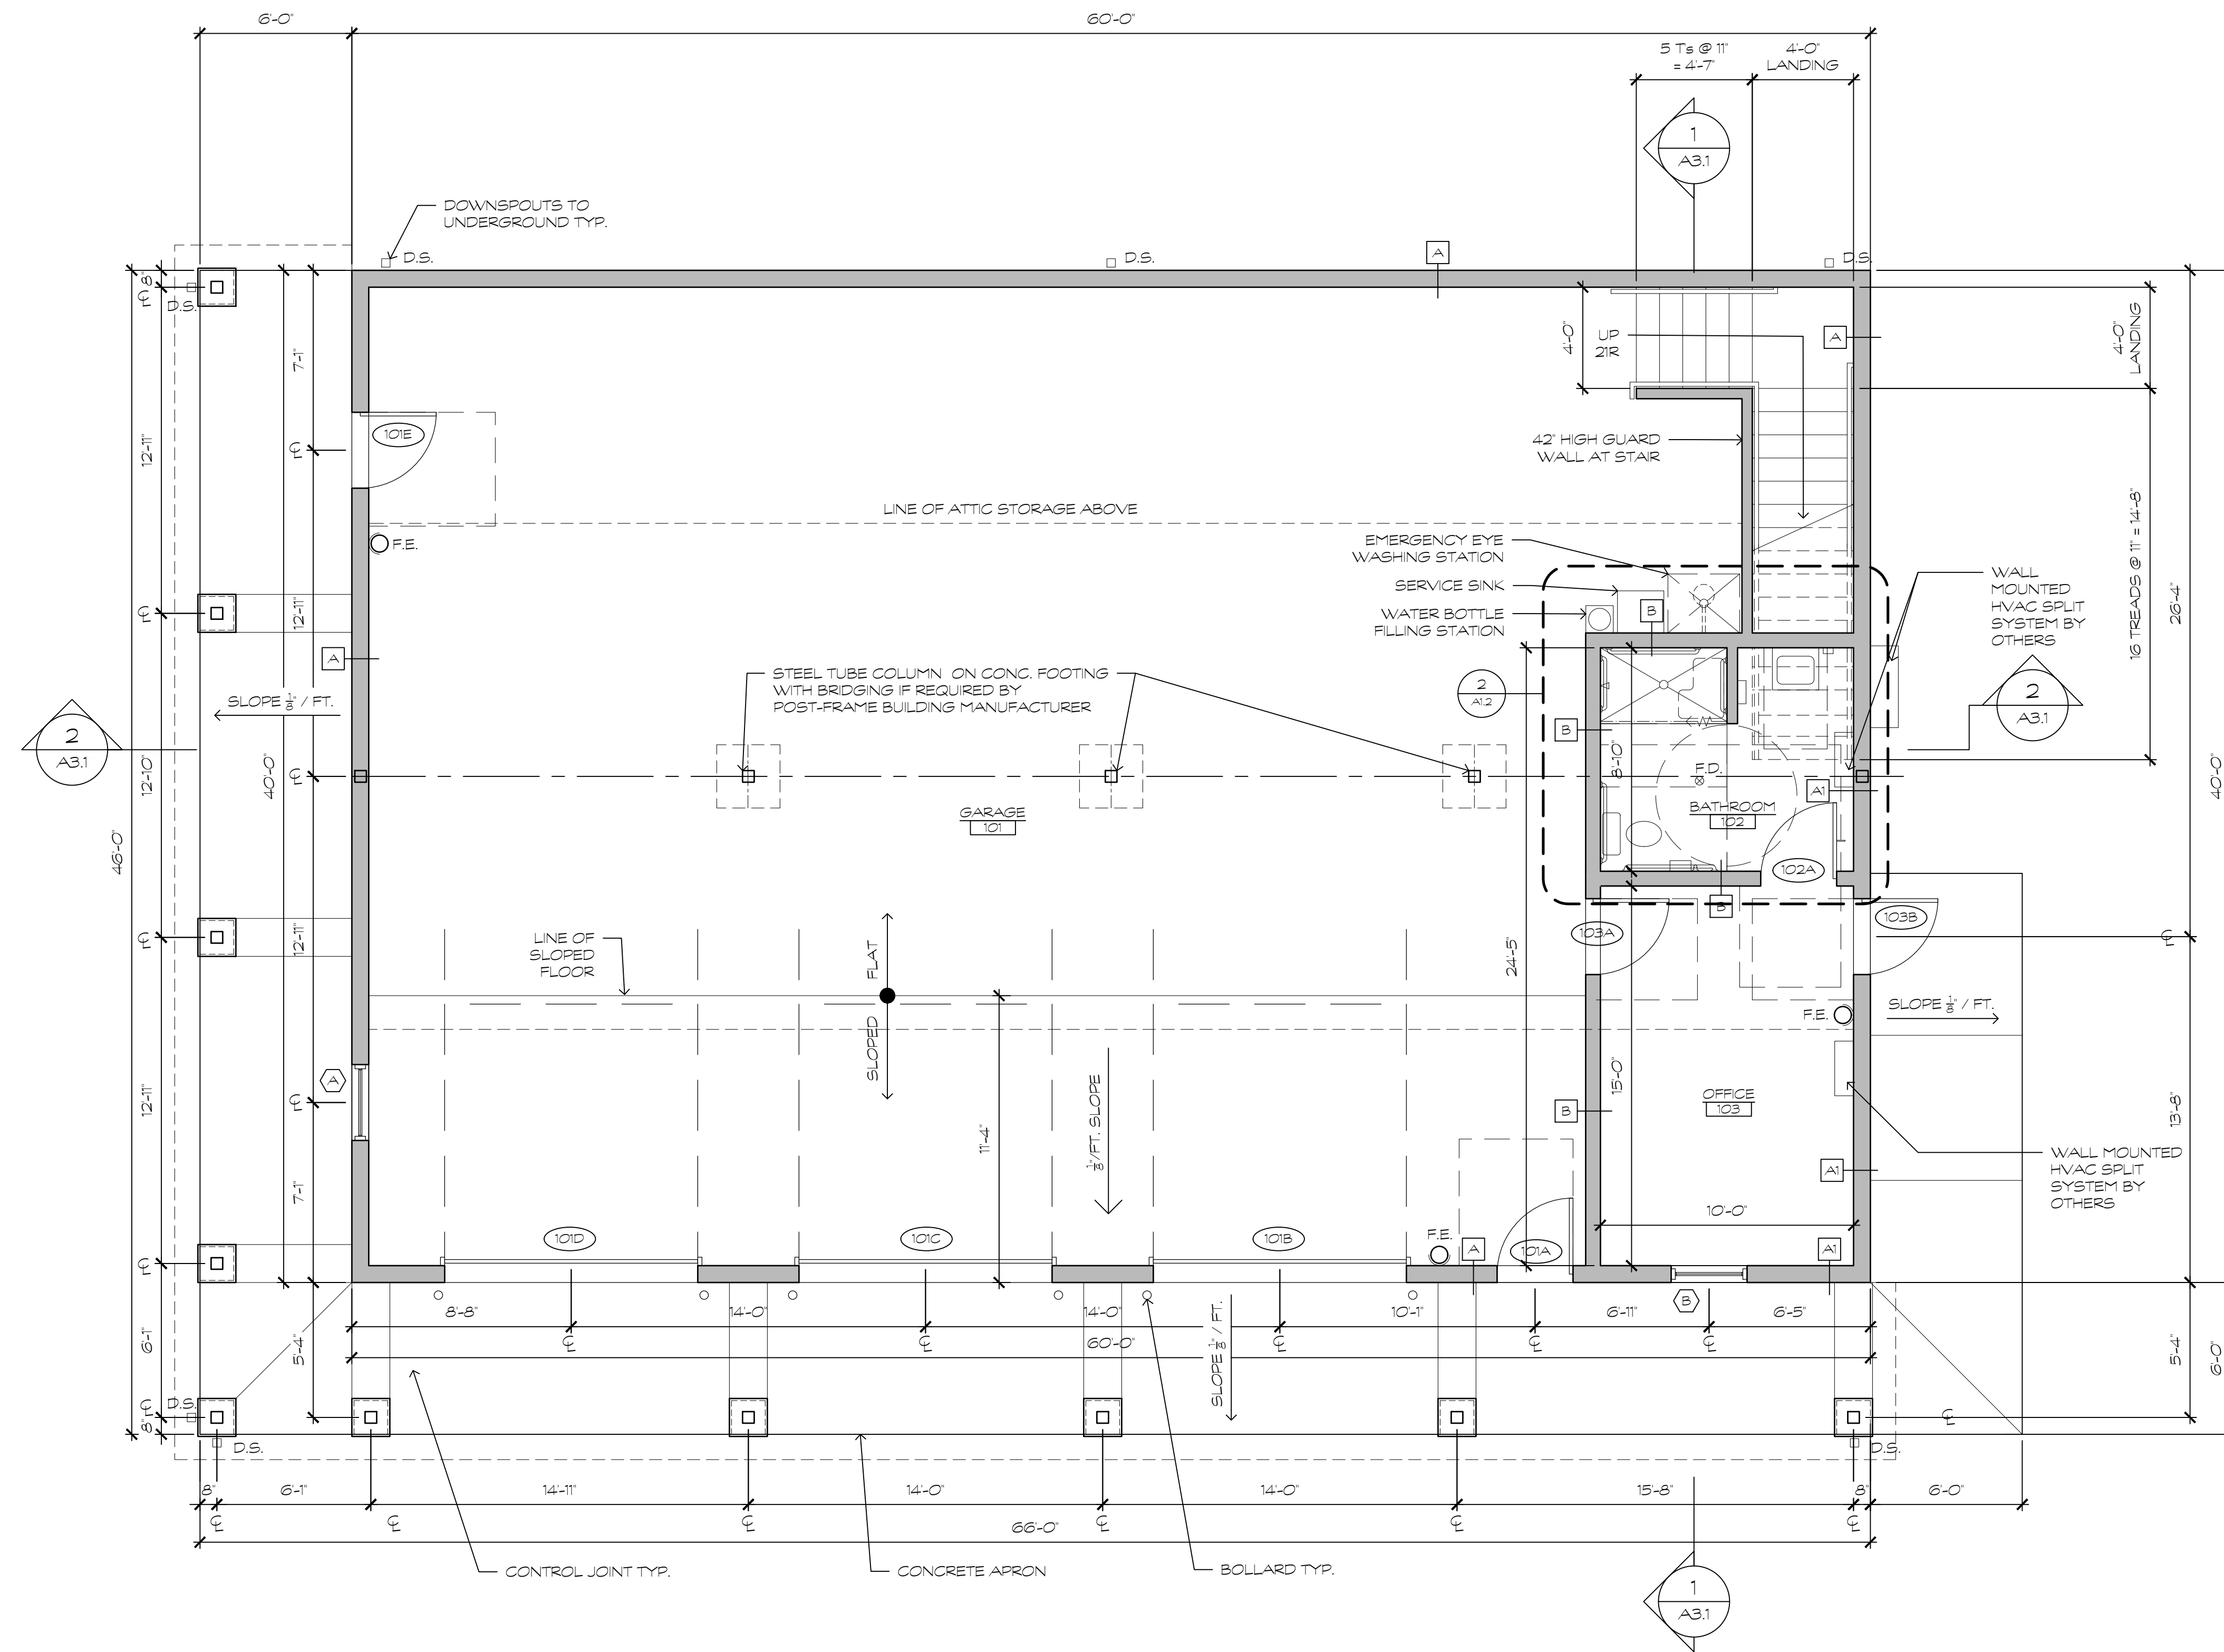 6'-0"
60'-0"
5 Ts @ 11"
= 4'-7"
4'-0"
LANDING
1
A3.1
DOWNSPOUTS TO
UNDERGROUND TYP.
D.S.
D.S.
A
D.S.
8"
℄
D.S.
7'-1"
4'-0"
UP
21R
A
4'-0"
LANDING
101E
12'-11"
℄
42" HIGH GUARD
WALL AT STAIR
LINE OF ATTIC STORAGE ABOVE
F.E.
EMERGENCY EYE
WASHING STATION
SERVICE SINK
WATER BOTTLE
FILLING STATION
B
WALL
MOUNTED
HVAC SPLIT
SYSTEM BY
OTHERS
16 TREADS @ 11" = 14'-8"
26'-4"
℄
12'-11"
A
STEEL TUBE COLUMN ON CONC. FOOTING
WITH BRIDGING IF REQUIRED BY
POST-FRAME BUILDING MANUFACTURER
2
A1.2
SLOPE 1/8" / FT.
2
A3.1
B
2
A3.1
12'-10"
40'-0"
℄
8'-10"
F.D.
A1
40'-0"
GARAGE
101
BATHROOM
102
46'-0"
102A
B
103B
103A
℄
12'-11"
LINE OF
SLOPED
FLOOR
FLAT
24'-5"
℄
SLOPED
SLOPE 1/8" / FT.
F.E.
A
℄
12'-11"
1/8"/FT. SLOPE
15'-0"
OFFICE
103
B
13'-8"
11'-4"
WALL MOUNTED
HVAC SPLIT
SYSTEM BY
OTHERS
A1
7'-1"
10'-0"
101D
101C
101B
F.E.
A
101A
A1
℄
8'-8"
14'-0"
14'-0"
10'-1"
6'-11"
B
6'-5"
℄
℄
℄
℄
℄
60'-0"
6'-1"
5'-4"
SLOPE 1/8" / FT.
5'-4"
6'-0"
℄
D.S.
8"
D.S.
℄
D.S.
8"
6'-1"
14'-11"
14'-0"
14'-0"
15'-8"
8"
6'-0"
℄
℄
℄
℄
℄
℄
66'-0"
CONTROL JOINT TYP.
CONCRETE APRON
BOLLARD TYP.
1
A3.1